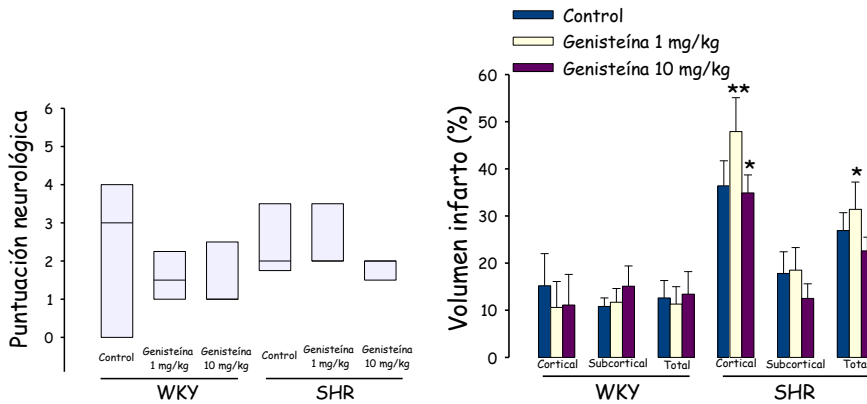 Puntuación neurológica
6
5
4
3
2
1
0
Control
Genisteína
1 mg/kg
Genisteína
10 mg/kg
Control
Genisteína
1 mg/kg
Genisteína
10 mg/kg
WKY
SHR
Control
Genisteína 1 mg/kg
Genisteína 10 mg/kg
Volumen infarto (%)
60
50
40
30
20
10
0
**
*
*
Cortical
Subcortical
Total
Cortical
Subcortical
Total
WKY
SHR